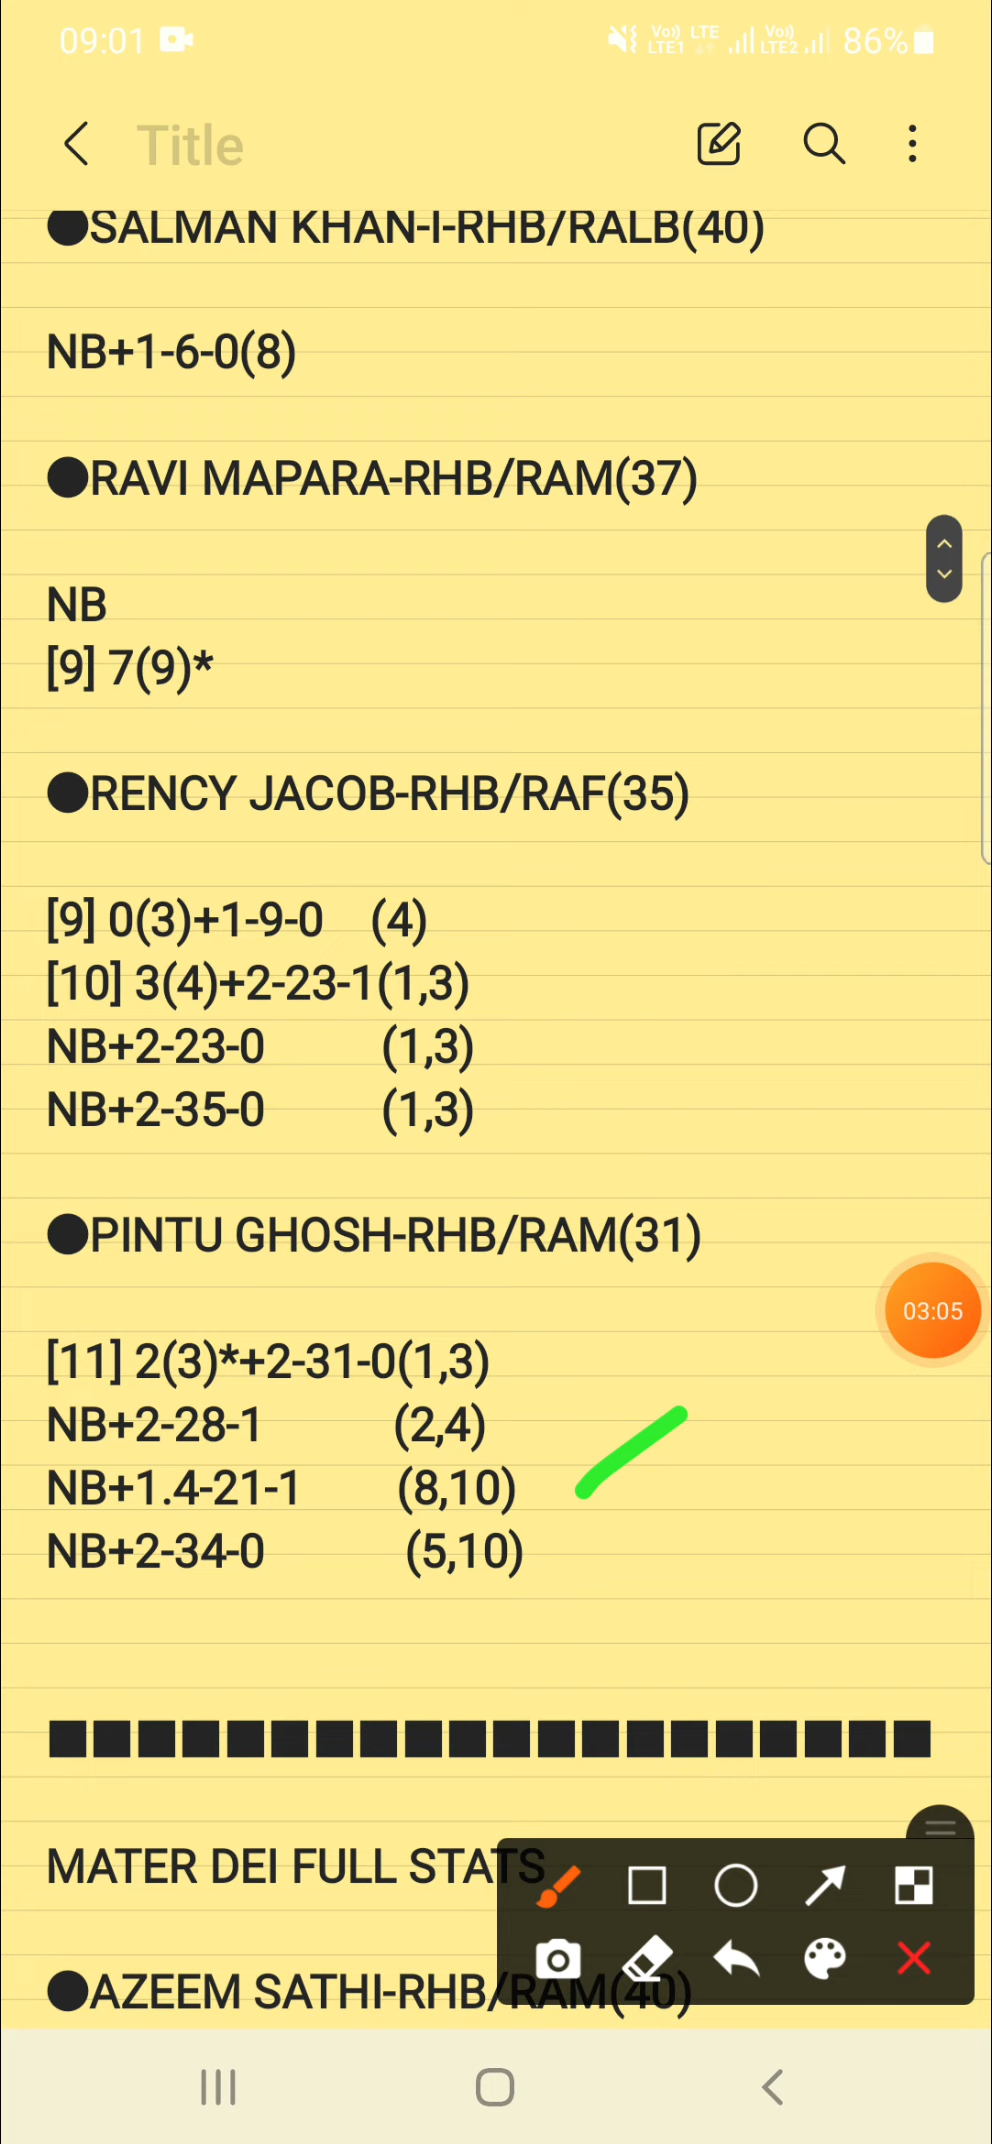 09:01 Vo)) LTE LTE1 Vo)) LTE2 86%
Title
●SALMAN KHAN-I-RHB/RALB(40)
NB+1-6-0(8)
●RAVI MAPARA-RHB/RAM(37)
NB
[9] 7(9)*
●RENCY JACOB-RHB/RAF(35)
[9] 0(3)+1-9-0 (4)
[10] 3(4)+2-23-1(1,3)
NB+2-23-0 (1,3)
NB+2-35-0 (1,3)
●PINTU GHOSH-RHB/RAM(31)
03:05
[11] 2(3)*+2-31-0(1,3)
NB+2-28-1 (2,4)
NB+1.4-21-1 (8,10)
NB+2-34-0 (5,10)
■■■■■■■■■■■■■■■■■■■■
MATER DEI FULL STATS
●AZEEM SATHI-RHB/RAM(40)